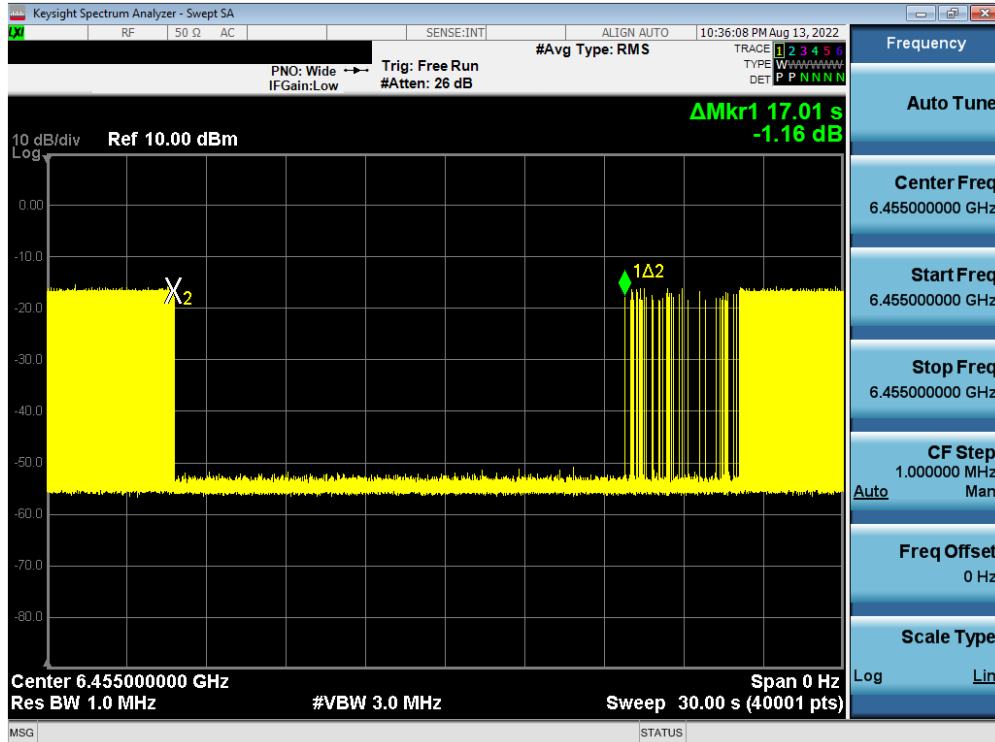 Keysight Spectrum Analyzer - Swept SA
LXI RF 50 Ω AC SENSE:INT ALIGN AUTO 10:36:08 PM Aug 13, 2022
#Avg Type: RMS TRACE 1 2 3 4 5 6
PNO: Wide Trig: Free Run TYPE WWWWWW
IFGain:Low #Atten: 26 dB DET P P N N N N
Frequency
Auto Tune
ΔMkr1 17.01 s
-1.16 dB
10 dB/div Ref 10.00 dBm
Log
Center Freq
6.455000000 GHz
0.00
-10.0
1Δ2
2
Start Freq
6.455000000 GHz
-20.0
-30.0
Stop Freq
6.455000000 GHz
-40.0
-50.0
CF Step
1.000000 MHz
Auto Man
-60.0
Freq Offset
0 Hz
-70.0
-80.0
Scale Type
Log Lin
Center 6.455000000 GHz Span 0 Hz
Res BW 1.0 MHz #VBW 3.0 MHz Sweep 30.00 s (40001 pts)
MSG STATUS